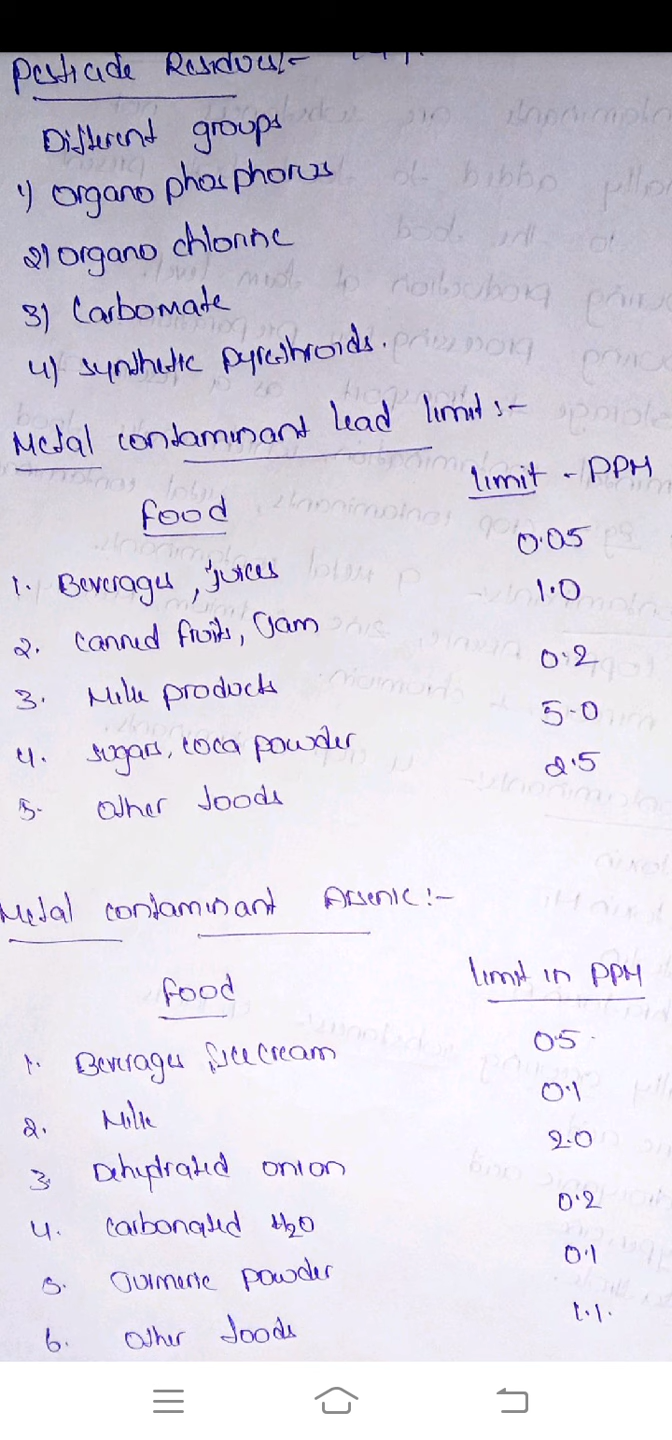 Pesticide Residous:-
Different groups
1) organo phosphorus
2) organo chlorine
3) Carbomate
4) synthetic pyrethroids.
Metal contaminant lead limit :-
food limit - PPM
1. Beverages, juices 0.05
2. canned fruits, Jam 1.0
3. Milk products 0.2
4. sugars, coca powder 5.0
5. other foods 2.5
Metal contaminant Arsenic :-
food limit in PPM
1. Beverages, Ice cream 0.5
2. Milk 0.1
3. Dehydrated onion 2.0
4. carbonated H2O 0.2
5. powder 0.1
6. other foods 1.1.